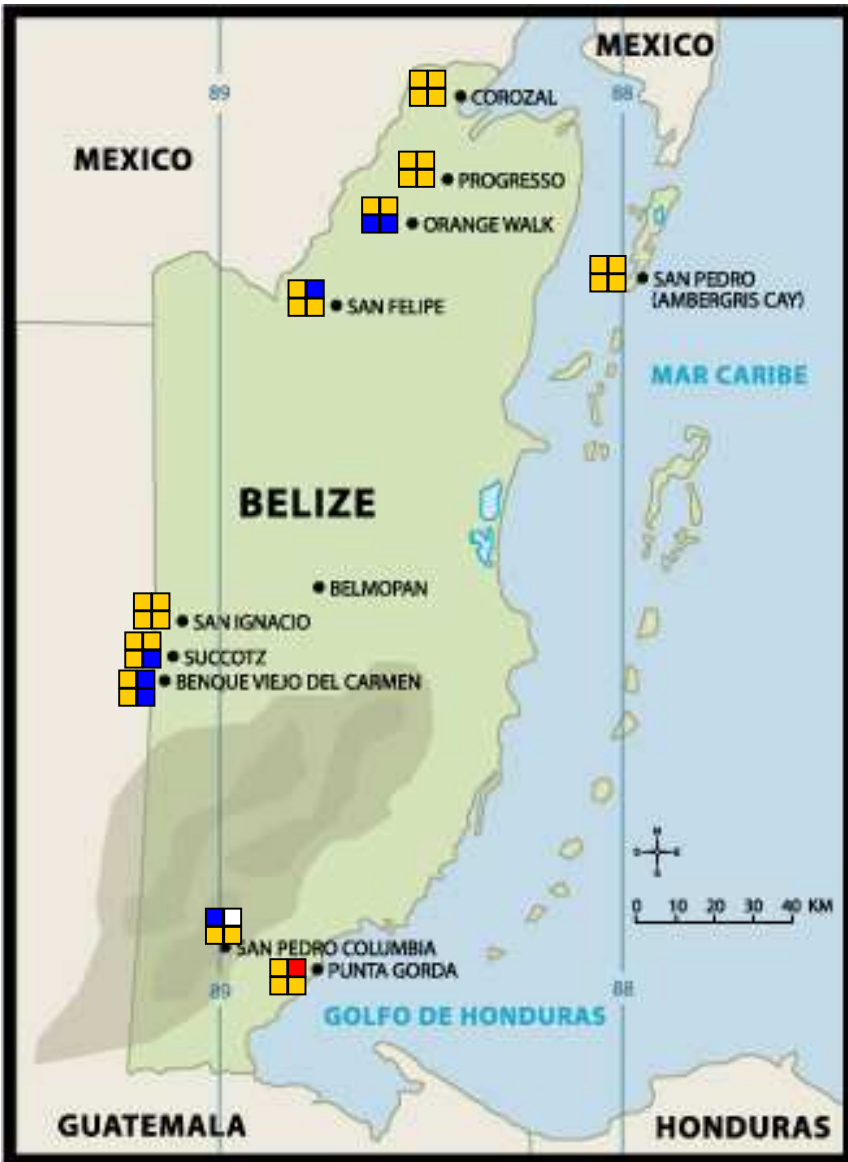 MEXICO
89
88
COROZAL
MEXICO
PROGRESSO
ORANGE WALK
SAN PEDRO
(AMBERGRIS CAY)
SAN FELIPE
MAR CARIBE
BELIZE
BELMOPAN
SAN IGNACIO
SUCCOTZ
BENQUE VIEJO DEL CARMEN
0 10 20 30 40 KM
SAN PEDRO COLUMBIA
PUNTA GORDA
89
88
GOLFO DE HONDURAS
GUATEMALA
HONDURAS